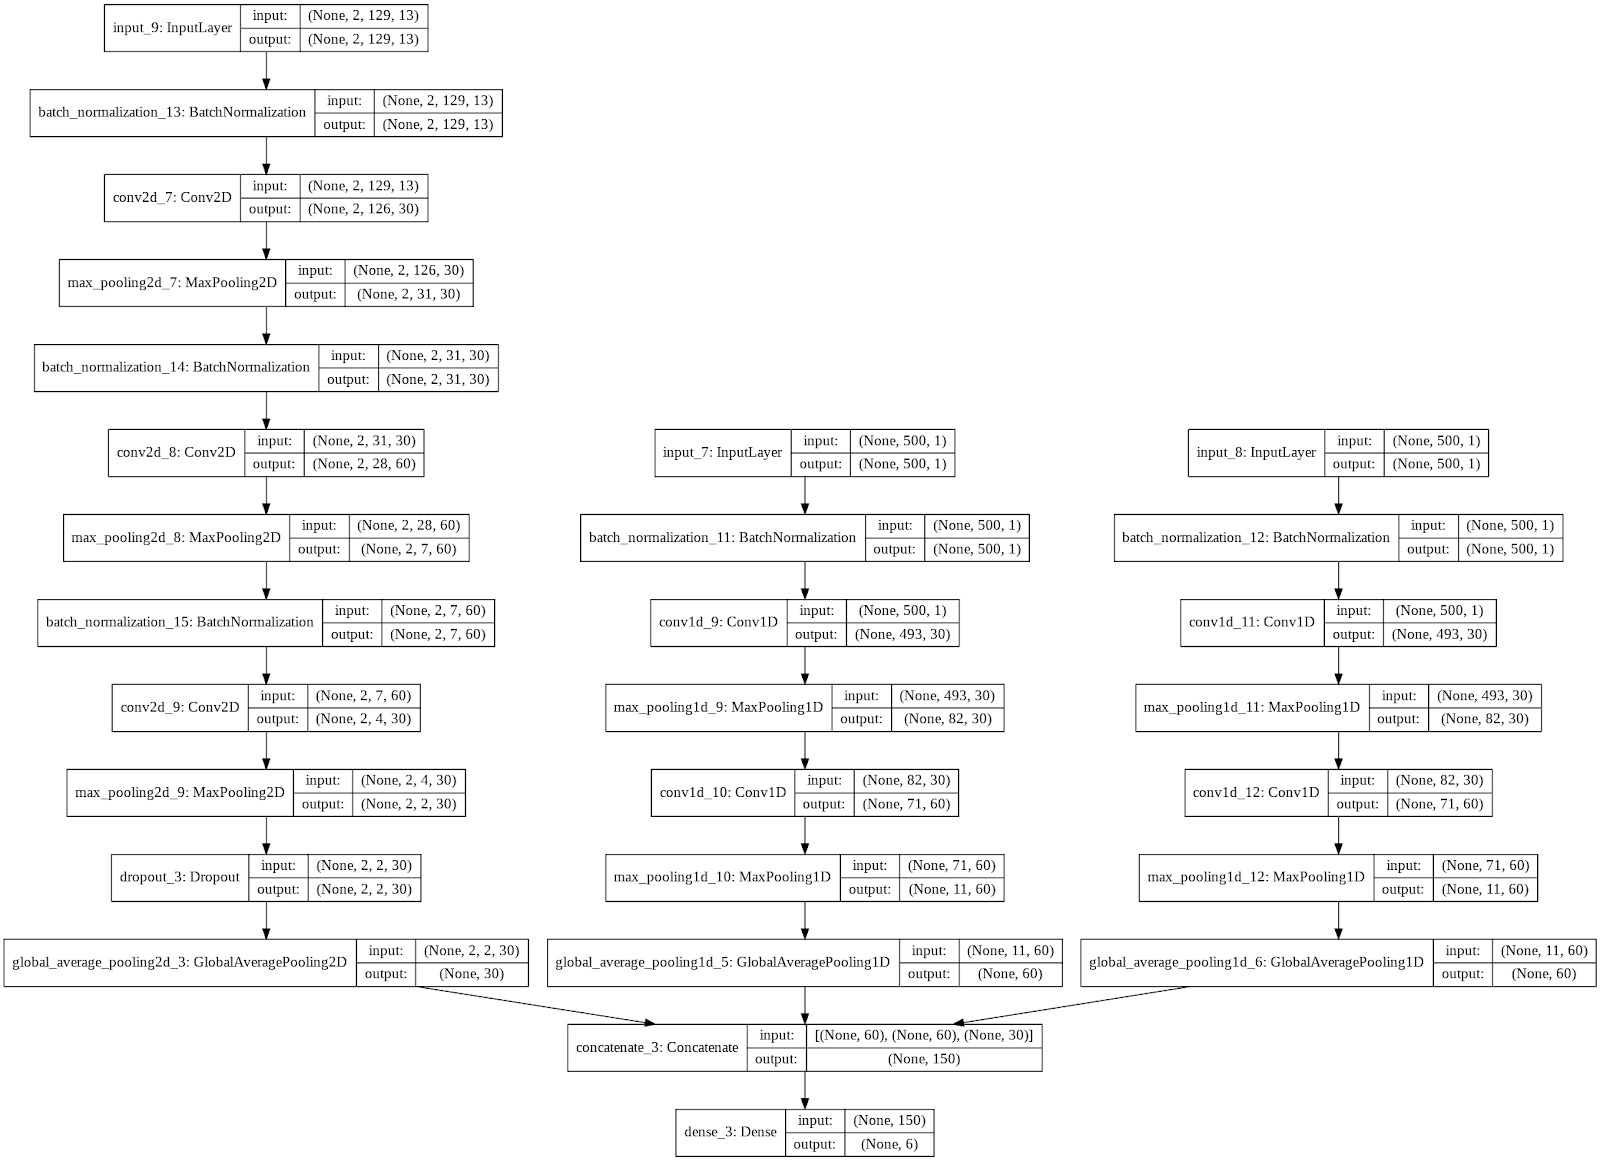 input_9: InputLayer
input: (None, 2, 129, 13)
output: (None, 2, 129, 13)
batch_normalization_13: BatchNormalization
input: (None, 2, 129, 13)
output: (None, 2, 129, 13)
conv2d_7: Conv2D
input: (None, 2, 129, 13)
output: (None, 2, 126, 30)
max_pooling2d_7: MaxPooling2D
input: (None, 2, 126, 30)
output: (None, 2, 31, 30)
batch_normalization_14: BatchNormalization
input: (None, 2, 31, 30)
output: (None, 2, 31, 30)
conv2d_8: Conv2D
input: (None, 2, 31, 30)
output: (None, 2, 28, 60)
max_pooling2d_8: MaxPooling2D
input: (None, 2, 28, 60)
output: (None, 2, 7, 60)
batch_normalization_15: BatchNormalization
input: (None, 2, 7, 60)
output: (None, 2, 7, 60)
conv2d_9: Conv2D
input: (None, 2, 7, 60)
output: (None, 2, 4, 30)
max_pooling2d_9: MaxPooling2D
input: (None, 2, 4, 30)
output: (None, 2, 2, 30)
dropout_3: Dropout
input: (None, 2, 2, 30)
output: (None, 2, 2, 30)
global_average_pooling2d_3: GlobalAveragePooling2D
input: (None, 2, 2, 30)
output: (None, 30)
input_7: InputLayer
input: (None, 500, 1)
output: (None, 500, 1)
batch_normalization_11: BatchNormalization
input: (None, 500, 1)
output: (None, 500, 1)
conv1d_9: Conv1D
input: (None, 500, 1)
output: (None, 493, 30)
max_pooling1d_9: MaxPooling1D
input: (None, 493, 30)
output: (None, 82, 30)
conv1d_10: Conv1D
input: (None, 82, 30)
output: (None, 71, 60)
max_pooling1d_10: MaxPooling1D
input: (None, 71, 60)
output: (None, 11, 60)
global_average_pooling1d_5: GlobalAveragePooling1D
input: (None, 11, 60)
output: (None, 60)
input_8: InputLayer
input: (None, 500, 1)
output: (None, 500, 1)
batch_normalization_12: BatchNormalization
input: (None, 500, 1)
output: (None, 500, 1)
conv1d_11: Conv1D
input: (None, 500, 1)
output: (None, 493, 30)
max_pooling1d_11: MaxPooling1D
input: (None, 493, 30)
output: (None, 82, 30)
conv1d_12: Conv1D
input: (None, 82, 30)
output: (None, 71, 60)
max_pooling1d_12: MaxPooling1D
input: (None, 71, 60)
output: (None, 11, 60)
global_average_pooling1d_6: GlobalAveragePooling1D
input: (None, 11, 60)
output: (None, 60)
concatenate_3: Concatenate
input: [(None, 60), (None, 60), (None, 30)]
output: (None, 150)
dense_3: Dense
input: (None, 150)
output: (None, 6)